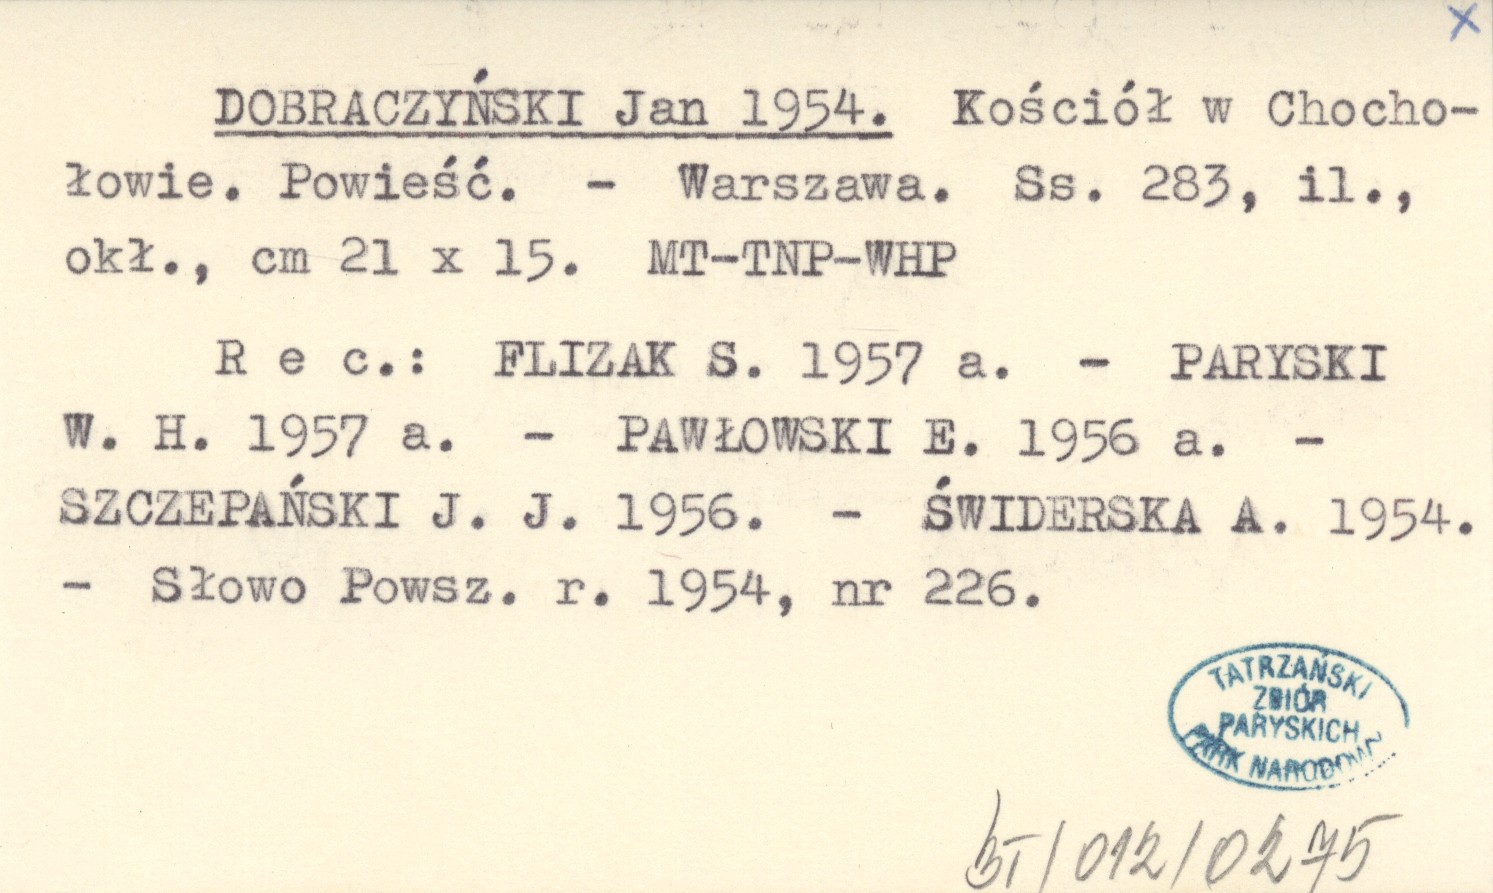 x
DOBRACZYŃSKI Jan 1954. Kościół w Chocho-
łowie. Powieść. - Warszawa. Ss. 283, il.,
okł., cm 21 x 15. MT-TNP-WHP
R e c.: FLIZAK S. 1957 a. - PARYSKI
W. H. 1957 a. - PAWŁOWSKI E. 1956 a. -
SZCZEPAŃSKI J. J. 1956. - ŚWIDERSKA A. 1954.
- Słowo Powsz. r. 1954, nr 226.
TATRZAŃSKI
ZBIÓR
PARYSKICH
PARK NARODOWY
BT/012/0275